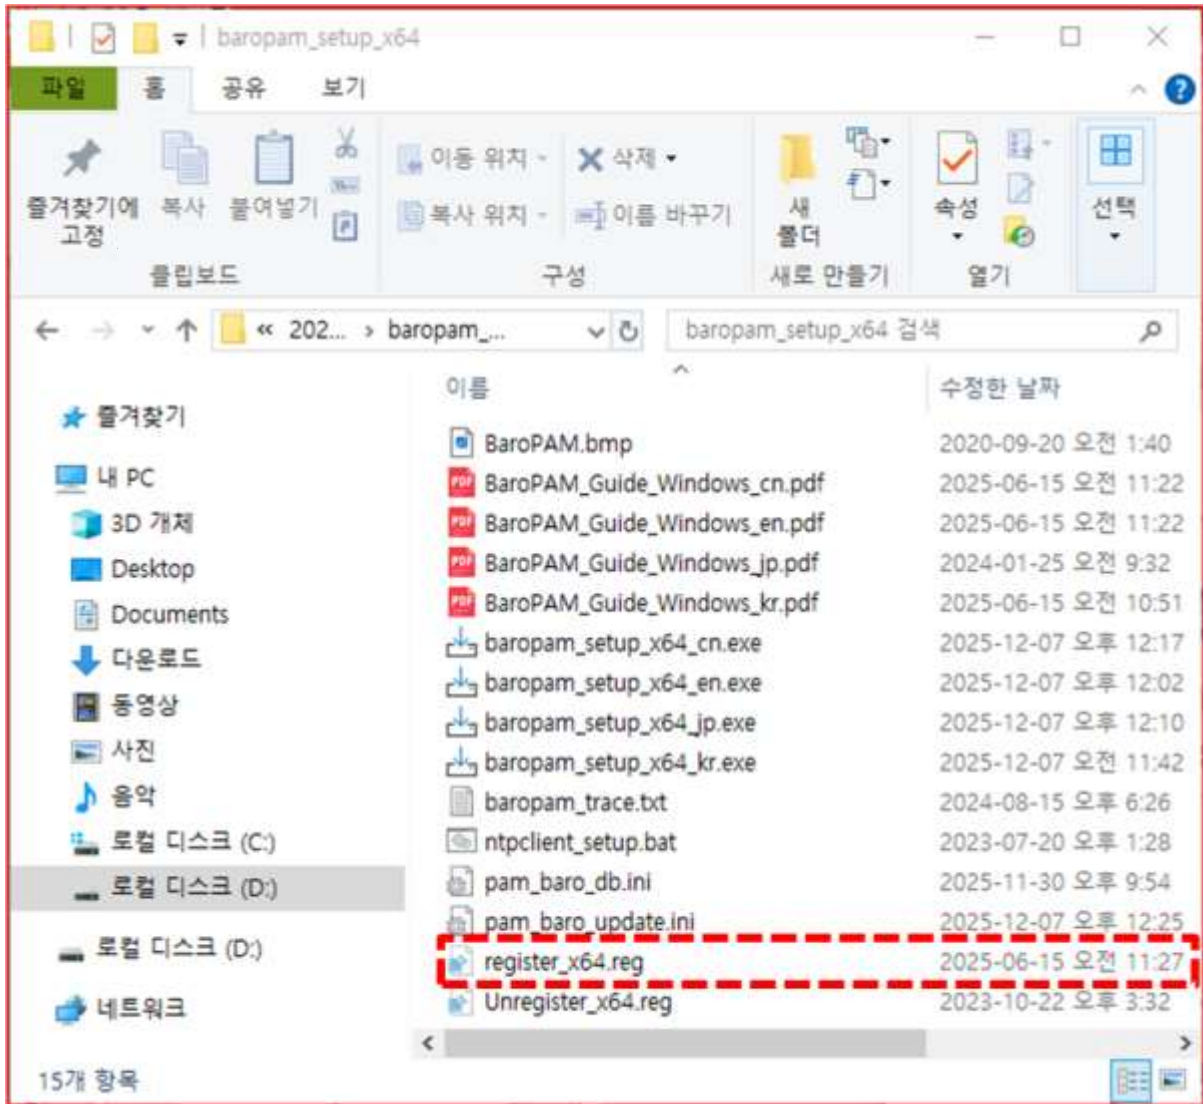 baropam_setup_x64
파일 홈 공유 보기
즐겨찾기에 고정
복사
붙여넣기
이동 위치
복사 위치
삭제
이름 바꾸기
새 폴더
속성
선택
클립보드 구성 새로 만들기 열기
« 202... › baropam_...
baropam_setup_x64 검색
즐겨찾기
내 PC
3D 개체
Desktop
Documents
다운로드
동영상
사진
음악
로컬 디스크 (C:)
로컬 디스크 (D:)
로컬 디스크 (D:)
네트워크
이름 수정한 날짜
BaroPAM.bmp 2020-09-20 오전 1:40
BaroPAM_Guide_Windows_cn.pdf 2025-06-15 오전 11:22
BaroPAM_Guide_Windows_en.pdf 2025-06-15 오전 11:22
BaroPAM_Guide_Windows_jp.pdf 2024-01-25 오전 9:32
BaroPAM_Guide_Windows_kr.pdf 2025-06-15 오전 10:51
baropam_setup_x64_cn.exe 2025-12-07 오후 12:17
baropam_setup_x64_en.exe 2025-12-07 오후 12:02
baropam_setup_x64_jp.exe 2025-12-07 오후 12:10
baropam_setup_x64_kr.exe 2025-12-07 오전 11:42
baropam_trace.txt 2024-08-15 오후 6:26
ntpclient_setup.bat 2023-07-20 오후 1:28
pam_baro_db.ini 2025-11-30 오후 9:54
pam_baro_update.ini 2025-12-07 오후 12:25
register_x64.reg 2025-06-15 오전 11:27
Unregister_x64.reg 2023-10-22 오후 3:32
15개 항목